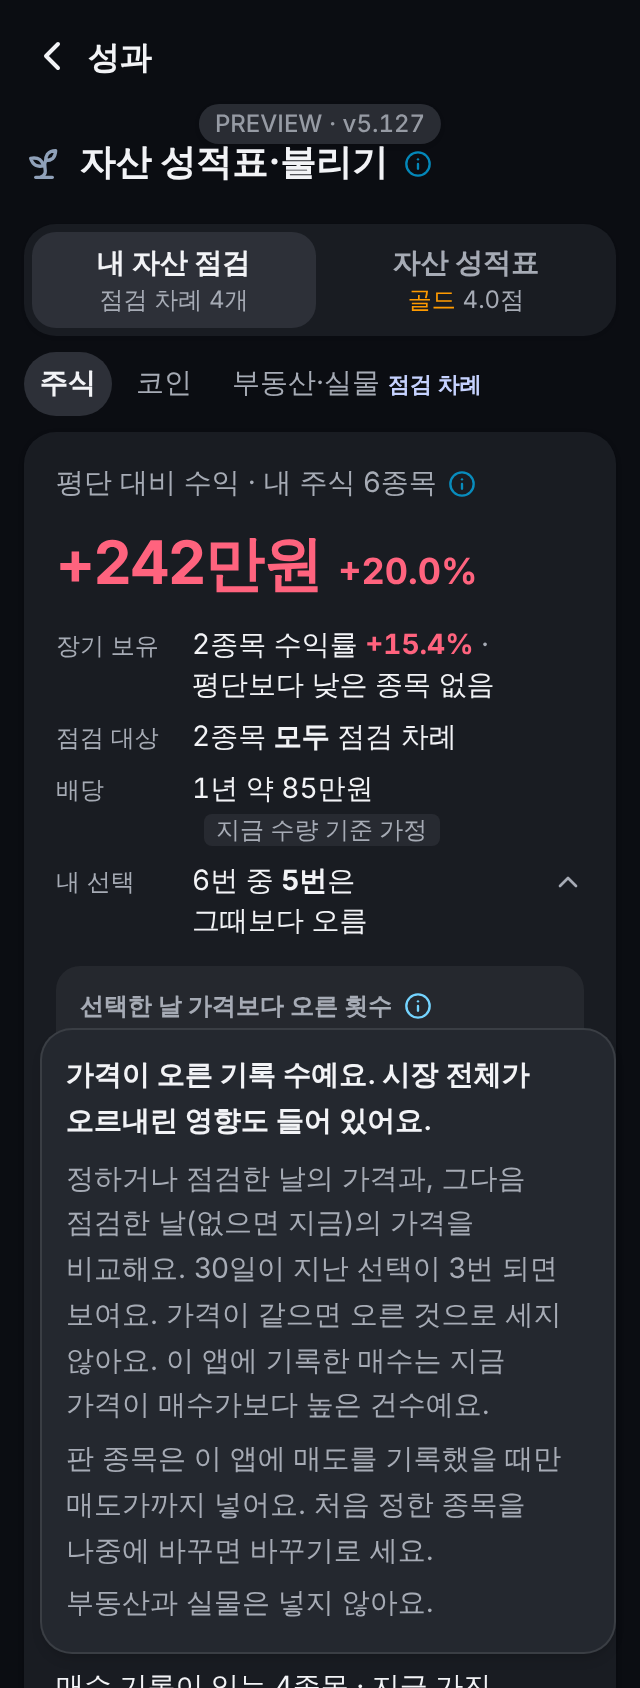 성과
PREVIEW · v5.127
자산 성적표·불리기
내 자산 점검
점검 차례 4개
자산 성적표
골드 4.0점
주식
코인
부동산·실물 점검 차례
평단 대비 수익 · 내 주식 6종목
+242만원 +20.0%
장기 보유
2종목 수익률 +15.4% ·
평단보다 낮은 종목 없음
점검 대상
2종목 모두 점검 차례
배당
1년 약 85만원
지금 수량 기준 가정
내 선택
6번 중 5번은
그때보다 오름
선택한 날 가격보다 오른 횟수
가격이 오른 기록 수예요. 시장 전체가
오르내린 영향도 들어 있어요.
정하거나 점검한 날의 가격과, 그다음
점검한 날(없으면 지금)의 가격을
비교해요. 30일이 지난 선택이 3번 되면
보여요. 가격이 같으면 오른 것으로 세지
않아요. 이 앱에 기록한 매수는 지금
가격이 매수가보다 높은 건수예요.
판 종목은 이 앱에 매도를 기록했을 때만
매도가까지 넣어요. 처음 정한 종목을
나중에 바꾸면 바꾸기로 세요.
부동산과 실물은 넣지 않아요.
매수 기록이 있는 4종목 · 지금 가진